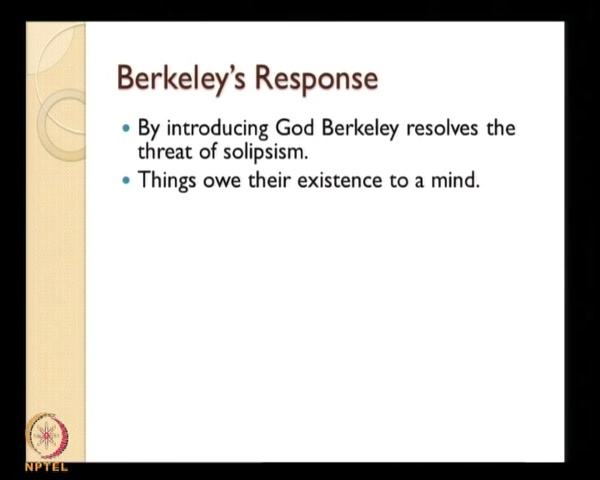 Berkeley's Response
• By introducing God Berkeley resolves the
threat of solipsism.
• Things owe their existence to a mind.
NPTEL